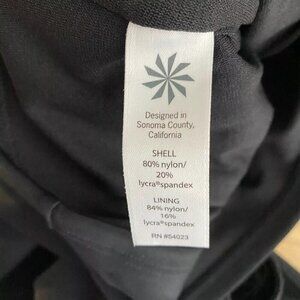 Designed in
Sonoma County,
California
SHELL
80% nylon/
20%
lycra®spandex
LINING
84% nylon/
16%
lycra®spandex
RN #54023